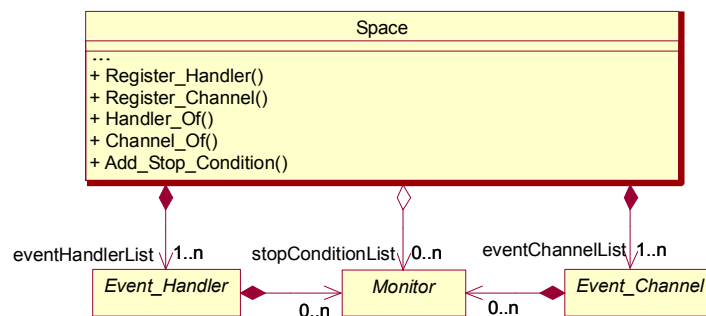 Space
...
+ Register_Handler()
+ Register_Channel()
+ Handler_Of()
+ Channel_Of()
+ Add_Stop_Condition()
eventHandlerList 1..n stopConditionList 0..n eventChannelList 1..n
Event_Handler Monitor Event_Channel
0..n 0..n